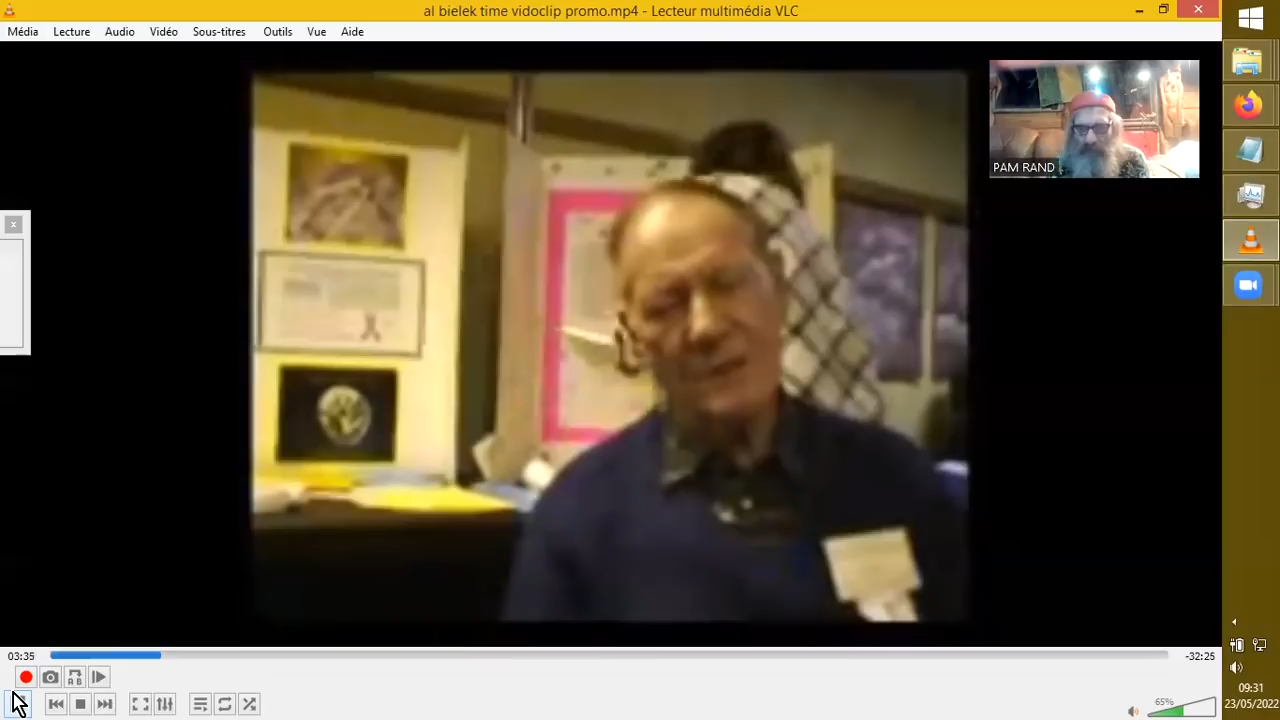 al bielek time vidoclip promo.mp4 - Lecteur multimédia VLC
Média Lecture Audio Vidéo Sous-titres Outils Vue Aide
PAM RAND
03:35
-32:25
A B
65%
09:31
23/05/2022